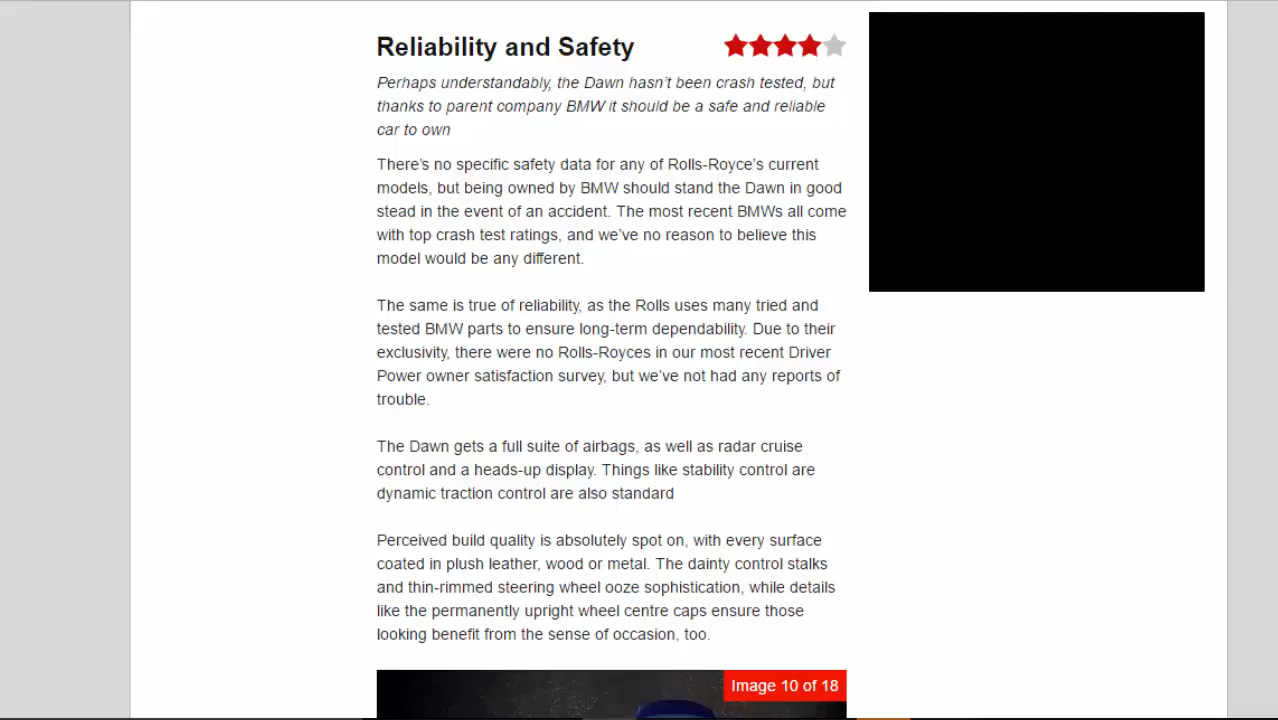 Reliability and Safety
Perhaps understandably, the Dawn hasn't been crash tested, but
thanks to parent company BMW it should be a safe and reliable
car to own
There's no specific safety data for any of Rolls-Royce's current
models, but being owned by BMW should stand the Dawn in good
stead in the event of an accident. The most recent BMWs all come
with top crash test ratings, and we've no reason to believe this
model would be any different.
The same is true of reliability, as the Rolls uses many tried and
tested BMW parts to ensure long-term dependability. Due to their
exclusivity, there were no Rolls-Royces in our most recent Driver
Power owner satisfaction survey, but we've not had any reports of
trouble.
The Dawn gets a full suite of airbags, as well as radar cruise
control and a heads-up display. Things like stability control are
dynamic traction control are also standard
Perceived build quality is absolutely spot on, with every surface
coated in plush leather, wood or metal. The dainty control stalks
and thin-rimmed steering wheel ooze sophistication, while details
like the permanently upright wheel centre caps ensure those
looking benefit from the sense of occasion, too.
Image 10 of 18